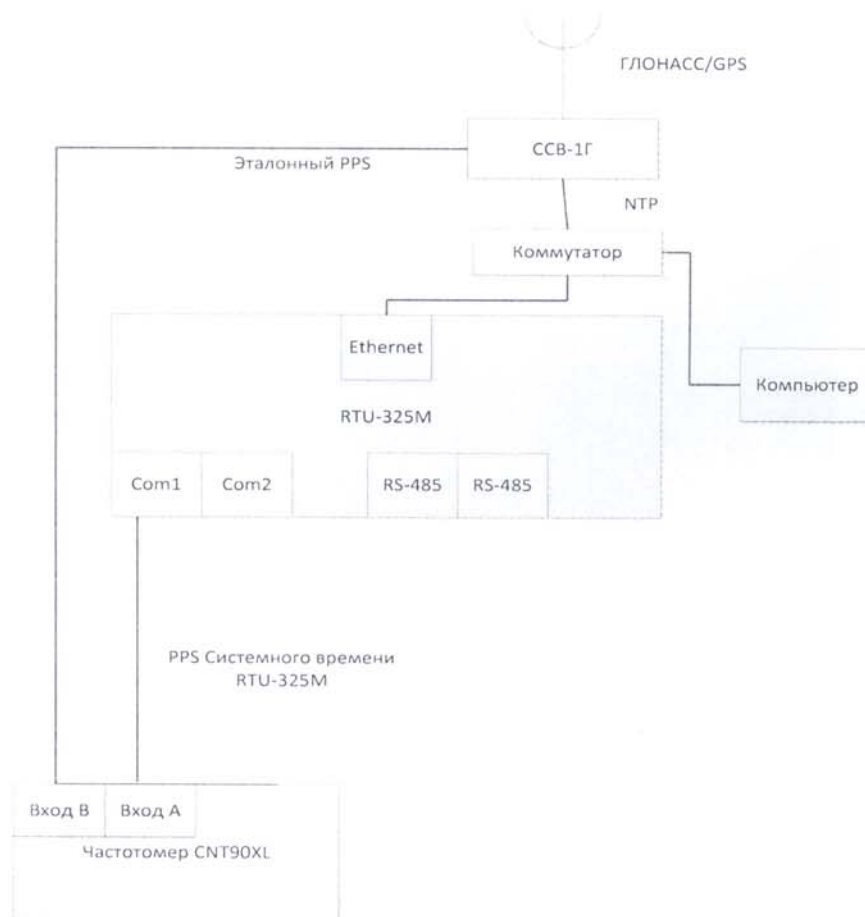 ГЛОНАСС/GPS
ССВ-1Г
Эталонный PPS
NTP
Коммутатор
Ethernet
Компьютер
RTU-325M
Com1
Com2
RS-485
RS-485
PPS Системного времени
RTU-325M
Вход B
Вход A
Частотомер CNT90XL